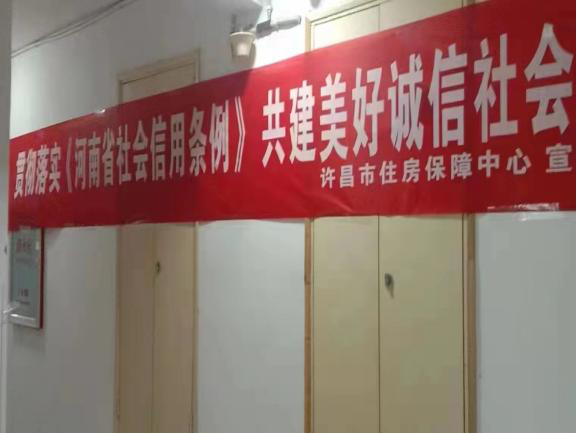 贯彻落实《河南省社会信用条例》共建美好诚信社会
许昌市住房保障中心 宣